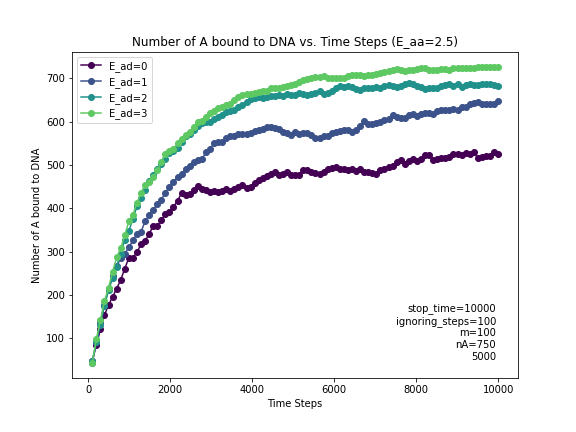 Number of A bound to DNA vs. Time Steps (E_aa=2.5)
E_ad=0
E_ad=1
E_ad=2
E_ad=3
Number of A bound to DNA
700
600
500
400
300
200
100
stop_time=10000
ignoring_steps=100
m=100
nA=750
5000
0 2000 4000 6000 8000 10000
Time Steps